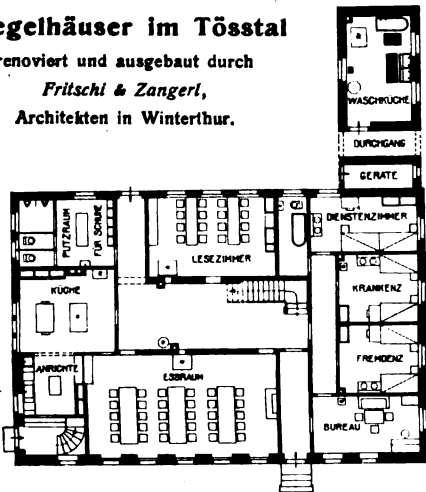 egelhäuser im Tösstal
renoviert und ausgebaut durch
Fritschi & Zangerl,
Architekten in Winterthur.
WASCHKÜCHE
DURCHGANG
GERÄTE
PUTZRAUM
FÜR SCHUHE
LESEZIMMER
DIENSTENZIMMER
KÜCHE
KRANKENZ
ANRICHTE
ESSRAUM
FREMDENZ
BUREAU